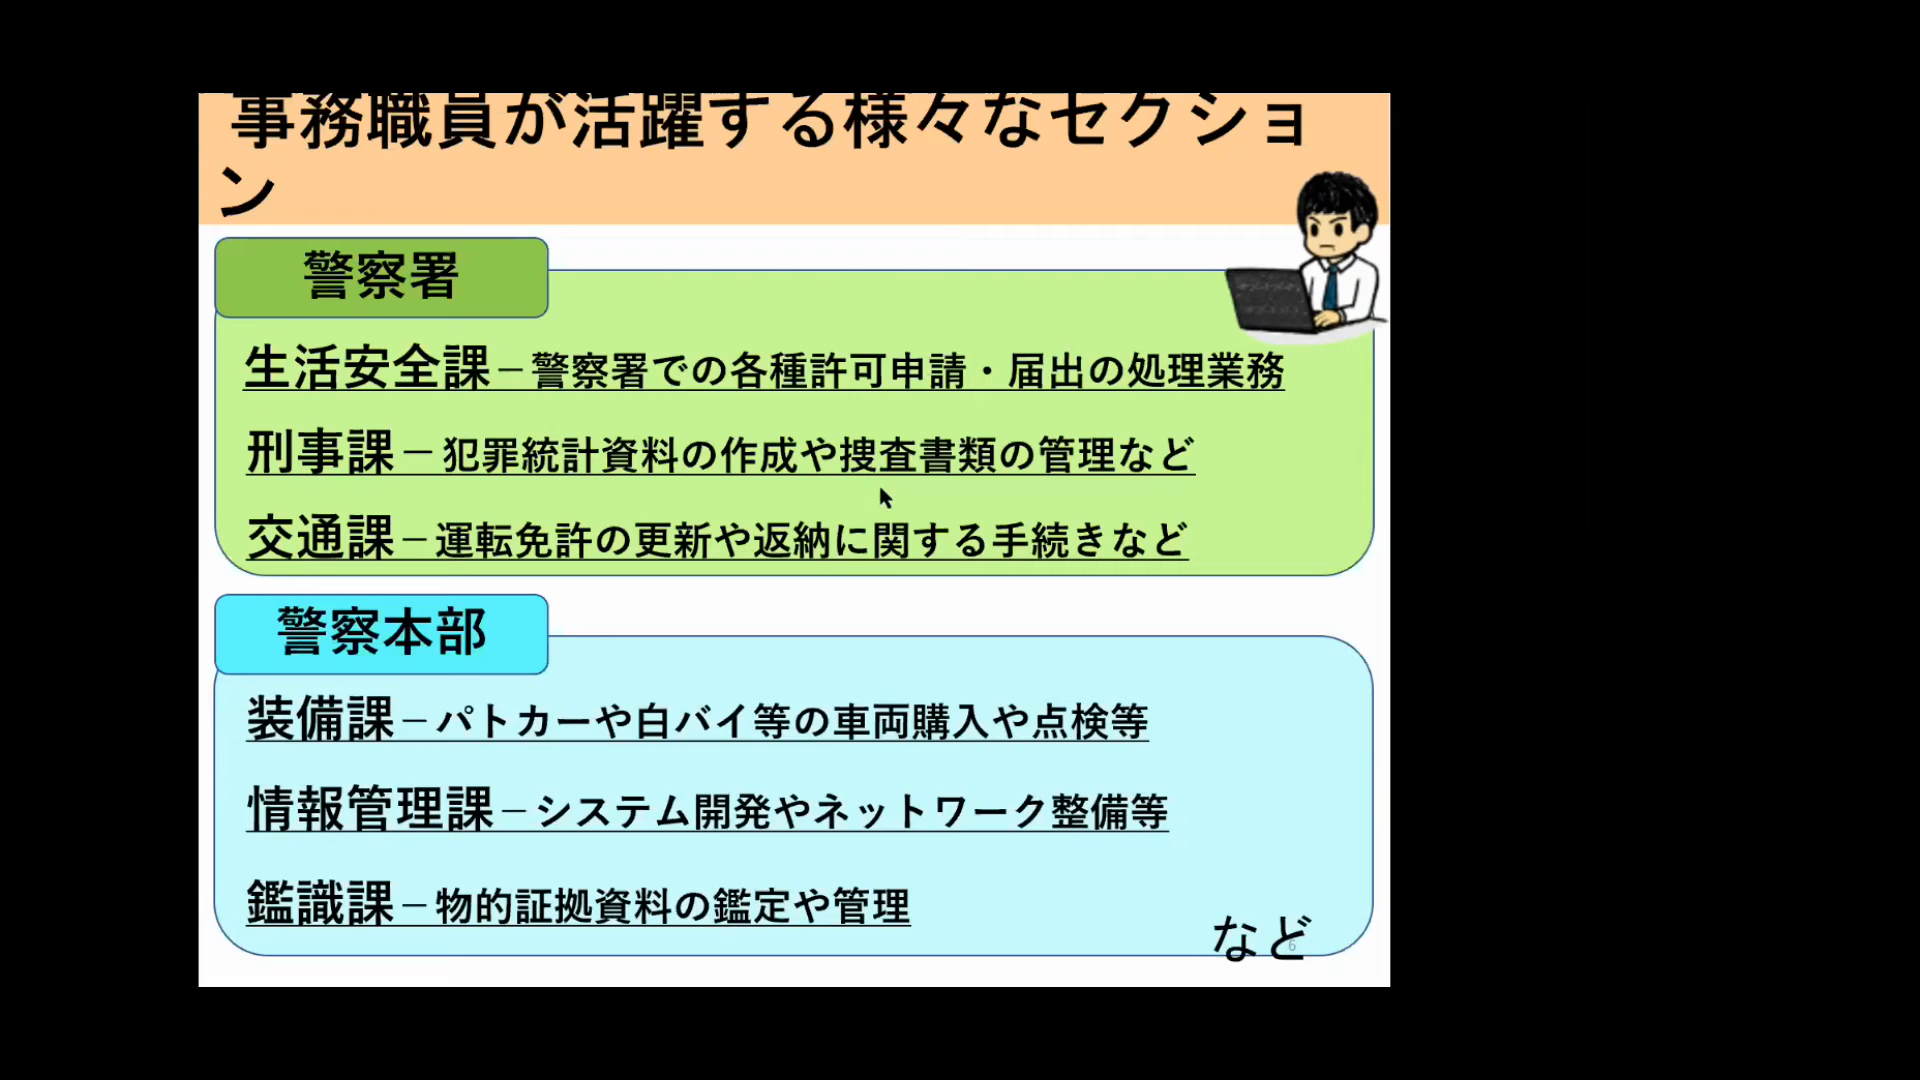 事務職員が活躍する様々なセクショ
ン
警察署
生活安全課－警察署での各種許可申請・届出の処理業務
刑事課－犯罪統計資料の作成や捜査書類の管理など
交通課－運転免許の更新や返納に関する手続きなど
警察本部
装備課－パトカーや白バイ等の車両購入や点検等
情報管理課－システム開発やネットワーク整備等
鑑識課－物的証拠資料の鑑定や管理
など
6